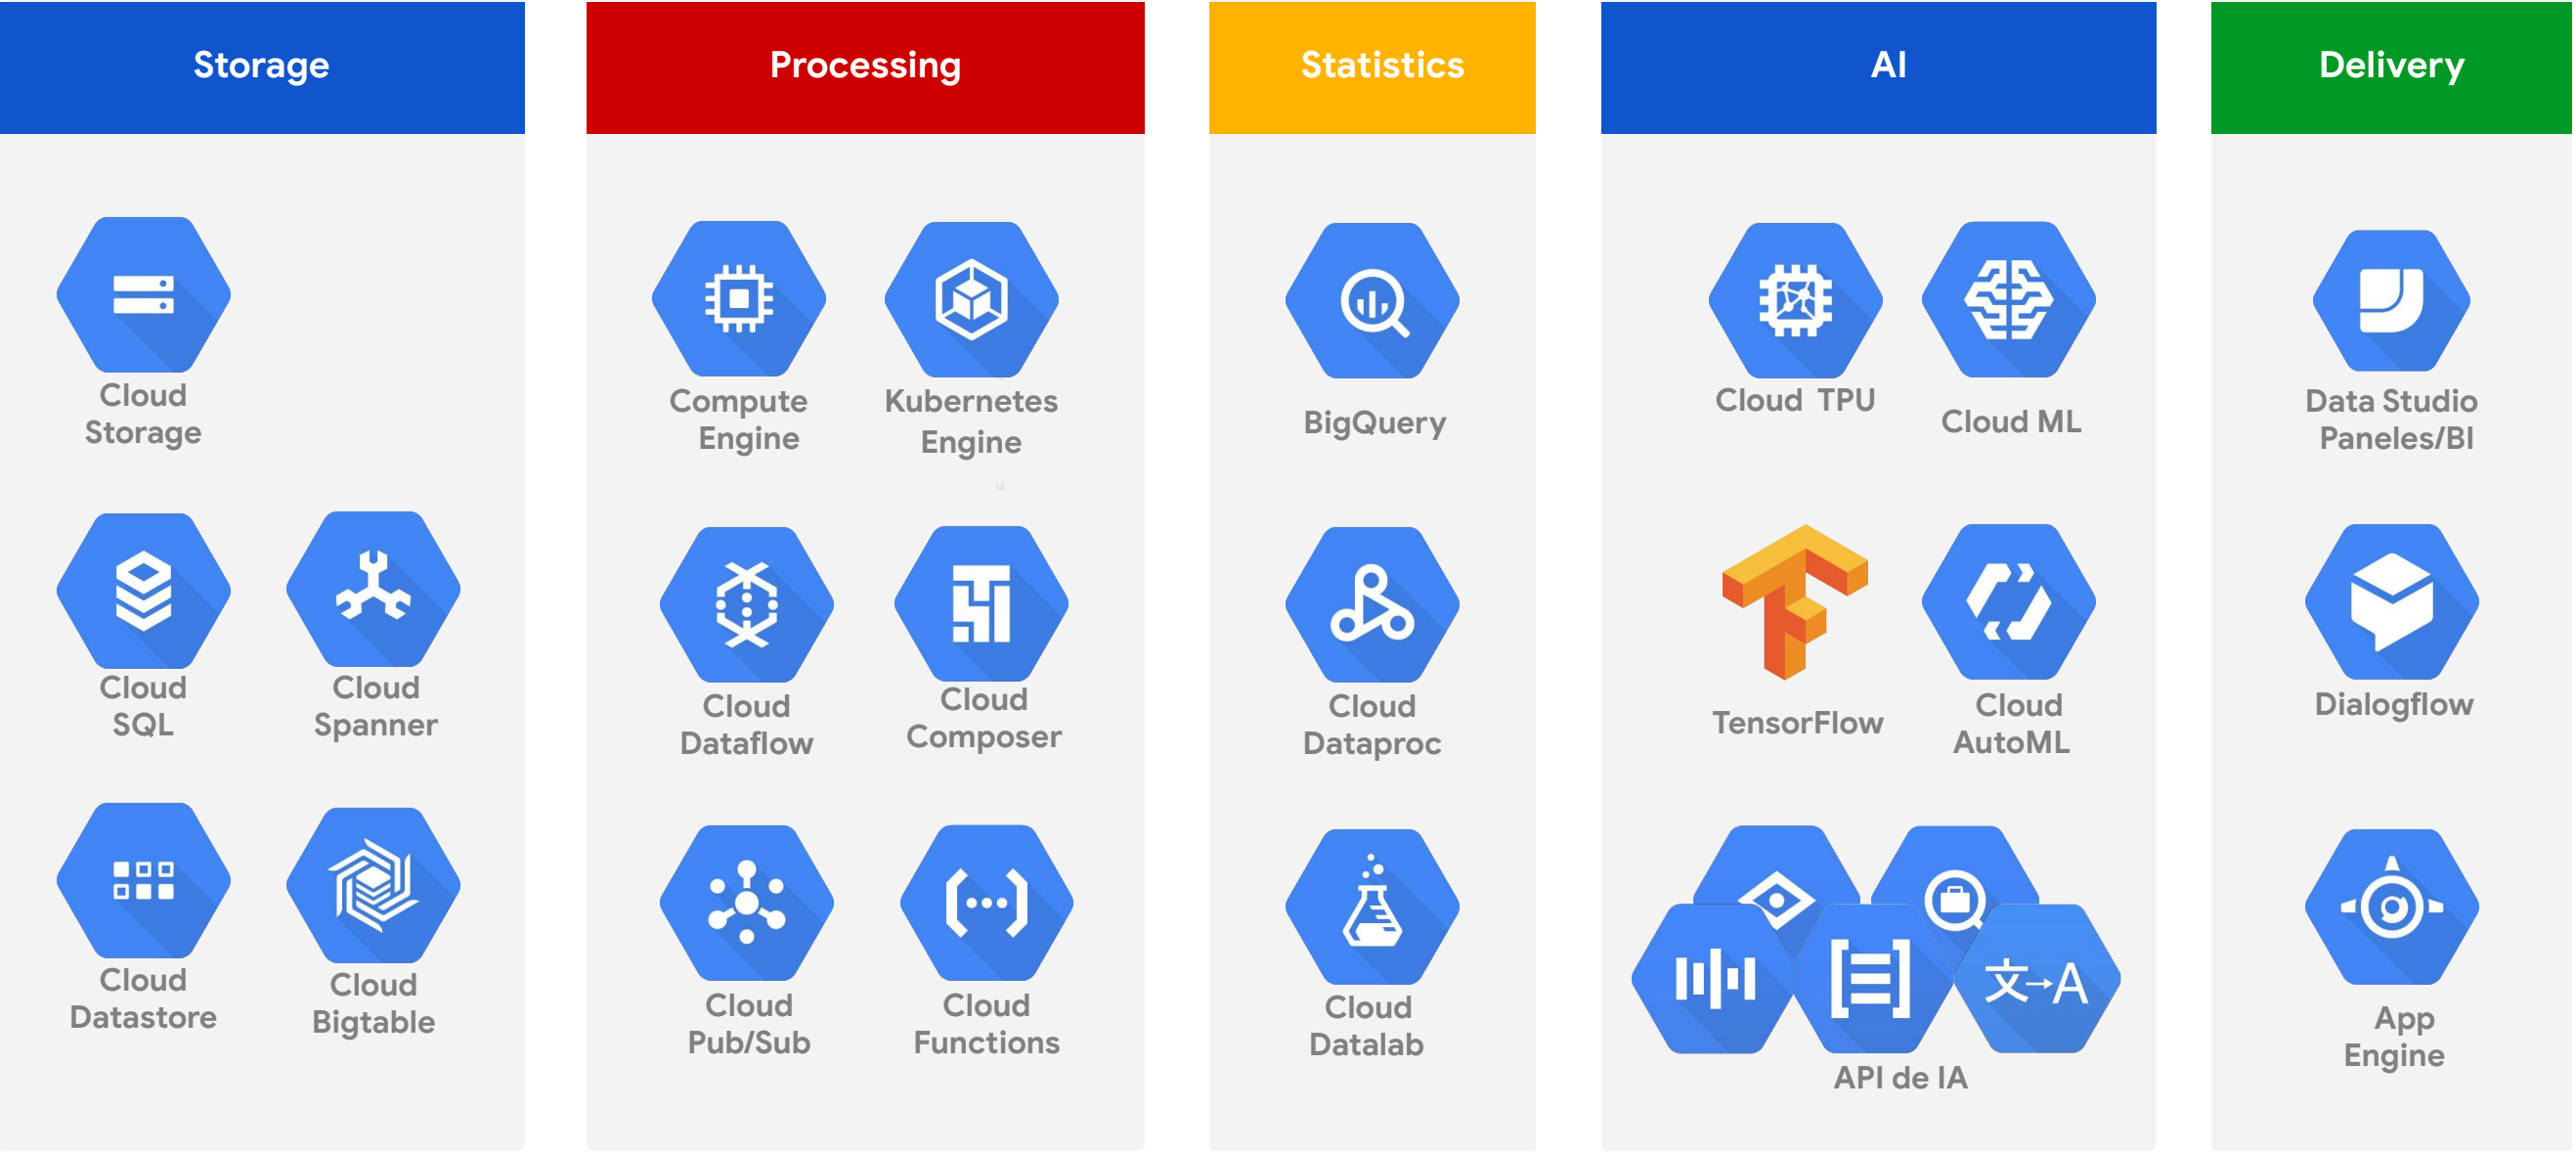 Storage
Cloud
Storage
Cloud
SQL
Cloud
Spanner
Cloud
Datastore
Cloud
Bigtable
Processing
Compute
Engine
Kubernetes
Engine
14
Cloud
Dataflow
Cloud
Composer
Cloud
Pub/Sub
Cloud
Functions
Statistics
BigQuery
Cloud
Dataproc
Cloud
Datalab
AI
Cloud TPU
Cloud ML
TensorFlow
Cloud
AutoML
文→A
API de IA
Delivery
Data Studio
Paneles/BI
Dialogflow
App
Engine